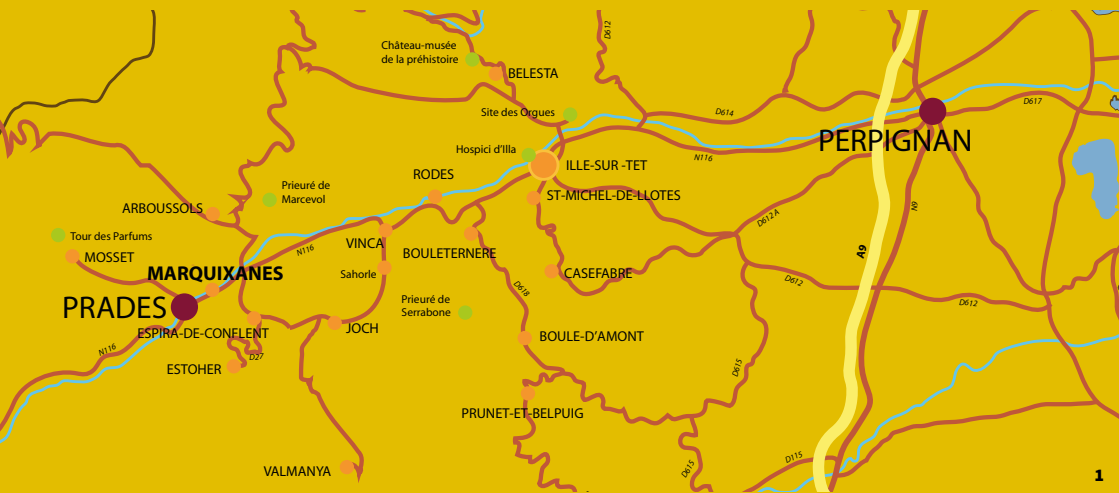 D612
Château-musée
de la préhistoire
BELESTA
Site des Orgues
D614
D617
PERPIGNAN
Hospici d'Illa
N116
ILLE-SUR -TET
RODES
ST-MICHEL-DE-LLOTES
Prieuré de
Marcevol
ARBOUSSOLS
D612 A
N9
Tour des Parfums
MOSSET
N116
VINCA
BOULETERNERE
A9
MARQUIXANES
Sahorle
CASEFABRE
D612
D612
PRADES
D618
Prieuré de
Serrabone
ESPIRA-DE-CONFLENT
JOCH
BOULE-D'AMONT
N116
D27
ESTOHER
D615
PRUNET-ET-BELPUIG
VALMANYA
D615
D115
1